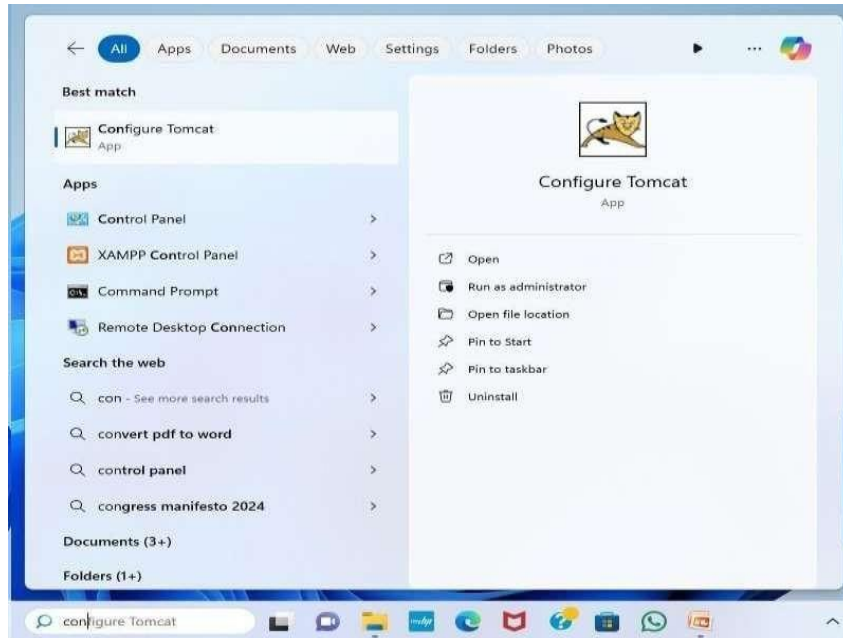 All
Apps
Documents
Web
Settings
Folders
Photos
Best match
Configure Tomcat
App
Apps
Control Panel
XAMPP Control Panel
Command Prompt
Remote Desktop Connection
Search the web
con - See more search results
convert pdf to word
control panel
congress manifesto 2024
Documents (3+)
Folders (1+)
Configure Tomcat
App
Open
Run as administrator
Open file location
Pin to Start
Pin to taskbar
Uninstall
configure Tomcat